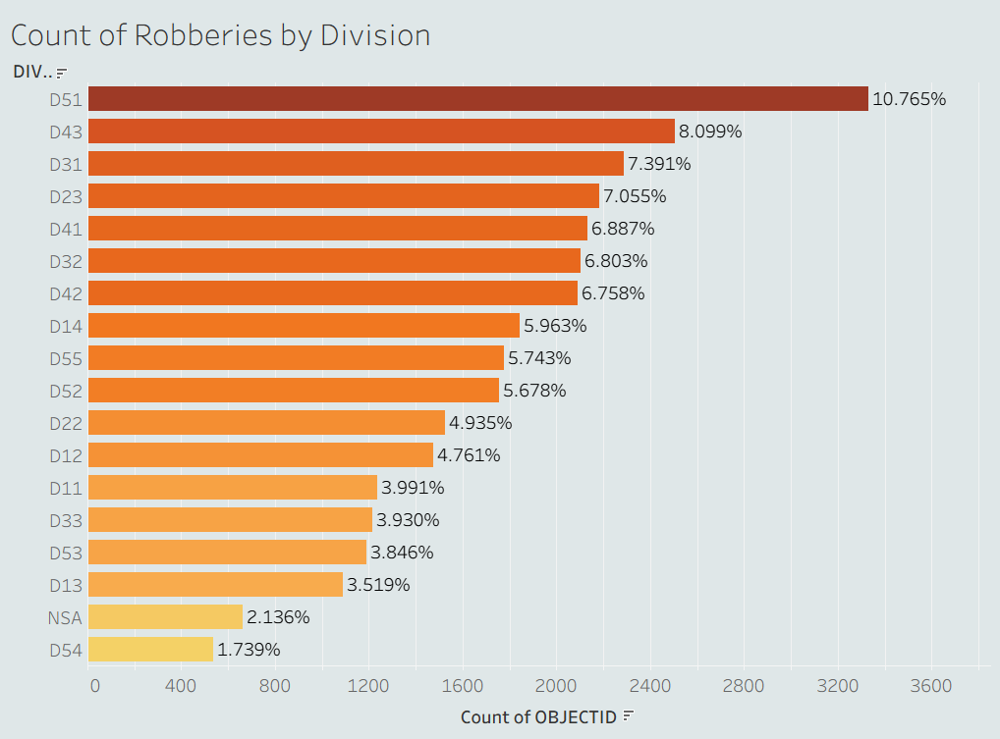 Count of Robberies by Division
DIV..
D51 10.765%
D43 8.099%
D31 7.391%
D23 7.055%
D41 6.887%
D32 6.803%
D42 6.758%
D14 5.963%
D55 5.743%
D52 5.678%
D22 4.935%
D12 4.761%
D11 3.991%
D33 3.930%
D53 3.846%
D13 3.519%
NSA 2.136%
D54 1.739%
0 400 800 1200 1600 2000 2400 2800 3200 3600
Count of OBJECTID